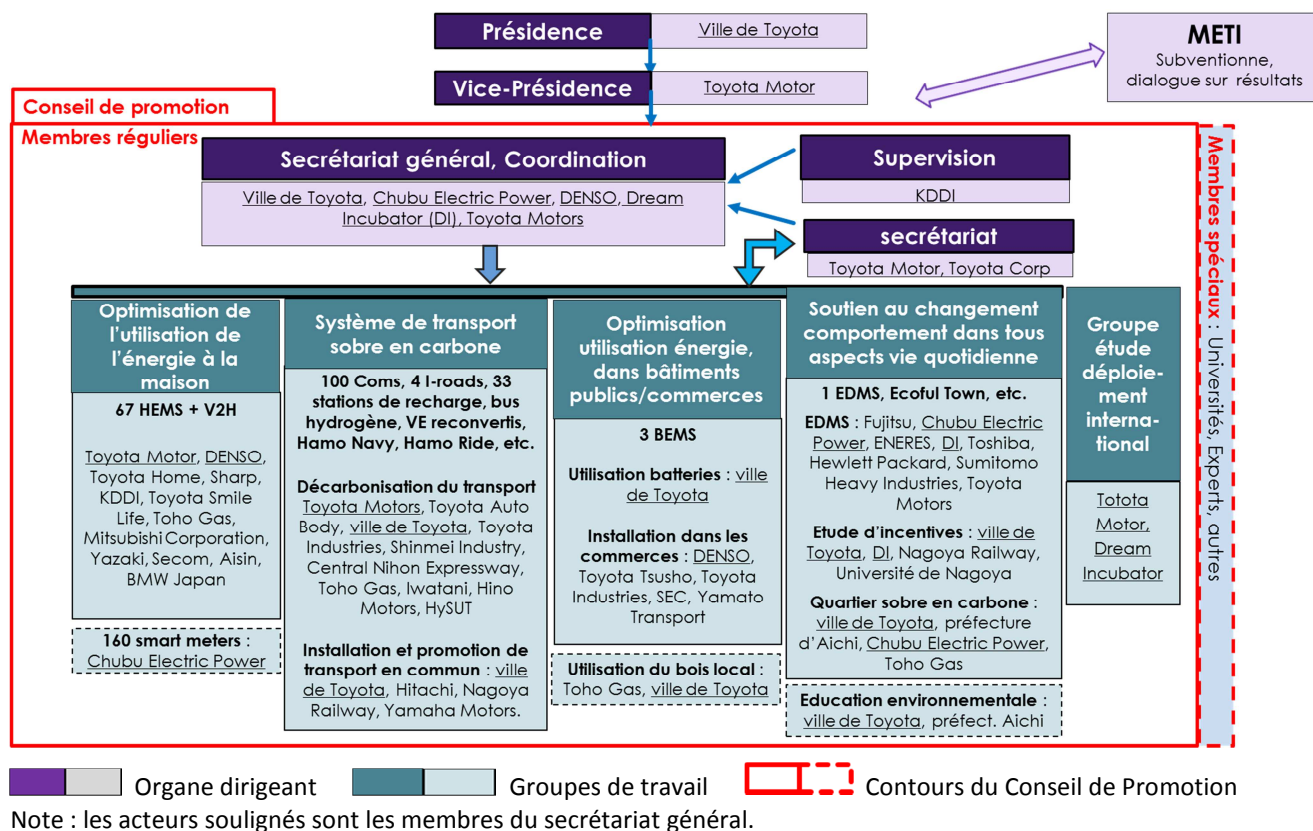 Présidence
Ville de Toyota
METI
Subventionne,
dialogue sur résultats
Vice-Présidence
Toyota Motor
Conseil de promotion
Membres réguliers
Secrétariat général, Coordination
Ville de Toyota, Chubu Electric Power, DENSO, Dream
Incubator (DI), Toyota Motors
Supervision
KDDI
secrétariat
Toyota Motor, Toyota Corp
Membres spéciaux : Universités, Experts, autres
Optimisation de
l'utilisation de
l'énergie à la
maison
67 HEMS + V2H
Toyota Motor, DENSO,
Toyota Home, Sharp,
KDDI, Toyota Smile
Life, Toho Gas,
Mitsubishi Corporation,
Yazaki, Secom, Aisin,
BMW Japan
160 smart meters :
Chubu Electric Power
Système de transport
sobre en carbone
100 Coms, 4 I-roads, 33
stations de recharge, bus
hydrogène, VE reconvertis,
Hamo Navy, Hamo Ride, etc.
Décarbonisation du transport
Toyota Motors, Toyota Auto
Body, ville de Toyota, Toyota
Industries, Shinmei Industry,
Central Nihon Expressway,
Toho Gas, Iwatani, Hino
Motors, HySUT
Installation et promotion de
transport en commun : ville
de Toyota, Hitachi, Nagoya
Railway, Yamaha Motors.
Optimisation
utilisation énergie,
dans bâtiments
publics/commerces
3 BEMS
Utilisation batteries : ville
de Toyota
Installation dans les
commerces : DENSO,
Toyota Tsusho, Toyota
Industries, SEC, Yamato
Transport
Utilisation du bois local :
Toho Gas, ville de Toyota
Soutien au changement
comportement dans tous
aspects vie quotidienne
1 EDMS, Ecoful Town, etc.
EDMS : Fujitsu, Chubu Electric
Power, ENERES, DI, Toshiba,
Hewlett Packard, Sumitomo
Heavy Industries, Toyota
Motors
Etude d'incentives : ville de
Toyota, DI, Nagoya Railway,
Université de Nagoya
Quartier sobre en carbone :
ville de Toyota, préfecture
d'Aichi, Chubu Electric Power,
Toho Gas
Education environnementale :
ville de Toyota, préfect. Aichi
Groupe
étude
déploie-
ment
interna-
tional
Totota
Motor,
Dream
Incubator
Organe dirigeant
Groupes de travail
Contours du Conseil de Promotion
Note : les acteurs soulignés sont les membres du secrétariat général.